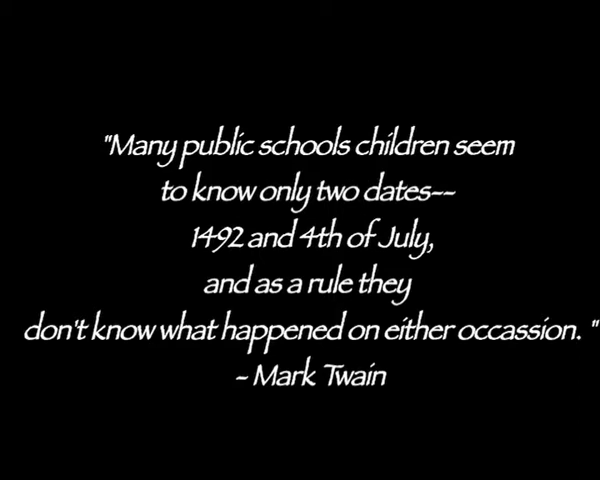 "Many public schools children seem
to know only two dates--
1492 and 4th of July,
and as a rule they
don't know what happened on either occassion. "
- Mark Twain